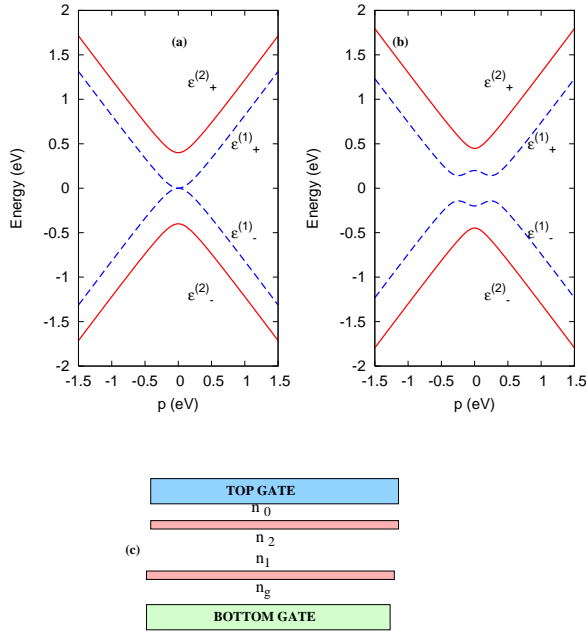 (a)
(b)
2
1.5
1
0.5
0
-0.5
-1
-1.5
-2
Energy (eV)
ε(2)+
ε(1)+
ε(1)-
ε(2)-
-1.5 -1 -0.5 0 0.5 1 1.5
p (eV)
2
1.5
1
0.5
0
-0.5
-1
-1.5
-2
Energy (eV)
ε(2)+
ε(1)+
ε(1)-
ε(2)-
-1.5 -1 -0.5 0 0.5 1 1.5
p (eV)
TOP GATE
n 0
n 2
(c)
n1
ng
BOTTOM GATE